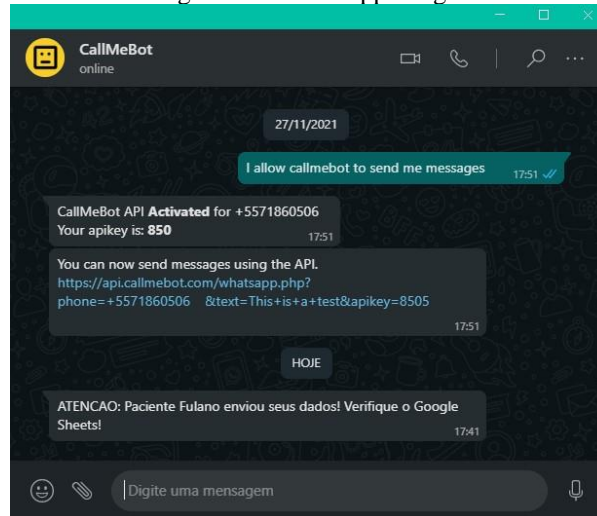 CallMeBot
online
27/11/2021
I allow callmebot to send me messages 17:51
CallMeBot API Activated for +5571860506
Your apikey is: 850
17:51
You can now send messages using the API.
https://api.callmebot.com/whatsapp.php?
phone=+5571860506 &text=This+is+a+test&apikey=8505
17:51
HOJE
ATENCAO: Paciente Fulano enviou seus dados! Verifique o Google
Sheets!
17:41
Digite uma mensagem